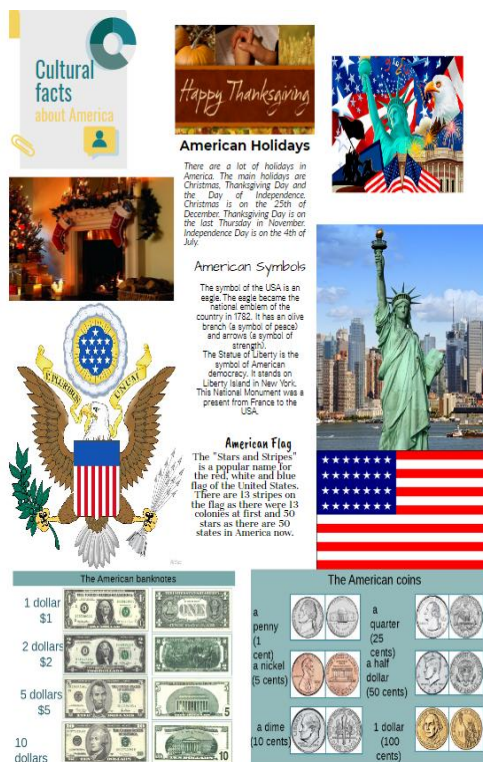 Cultural
facts
about America
Happy Thanksgiving
American Holidays
There are a lot of holidays in
America. The main holidays are
Christmas, Thanksgiving Day and
the Day of Independence.
Christmas is on the 25th of
December. Thanksgiving Day is on
the last Thursday in November.
Independence Day is on the 4th of
July.
American Symbols
The symbol of the USA is an
eagle. The eagle became the
national emblem of the
country in 1782. It has an olive
branch (a symbol of peace)
and arrows (a symbol of
strength).
The Statue of Liberty is the
symbol of American
democracy. It stands on
Liberty Island in New York.
This National Monument was a
present from France to the
USA.
E PLURIBUS UNUM
American Flag
The "Stars and Stripes"
is a popular name for
the red, white and blue
flag of the United States.
There are 13 stripes on
the flag as there were 13
colonies at first and 50
stars as there are 50
states in America now.
The American banknotes
1 dollar
$1
ONE
2 dollars
$2
5 dollars
$5
5
10
dollars
10
The American coins
a
penny
(1
cent)
a nickel
(5 cents)
a dime
(10 cents)
a
quarter
(25
cents)
a half
dollar
(50 cents)
1 dollar
(100
cents)